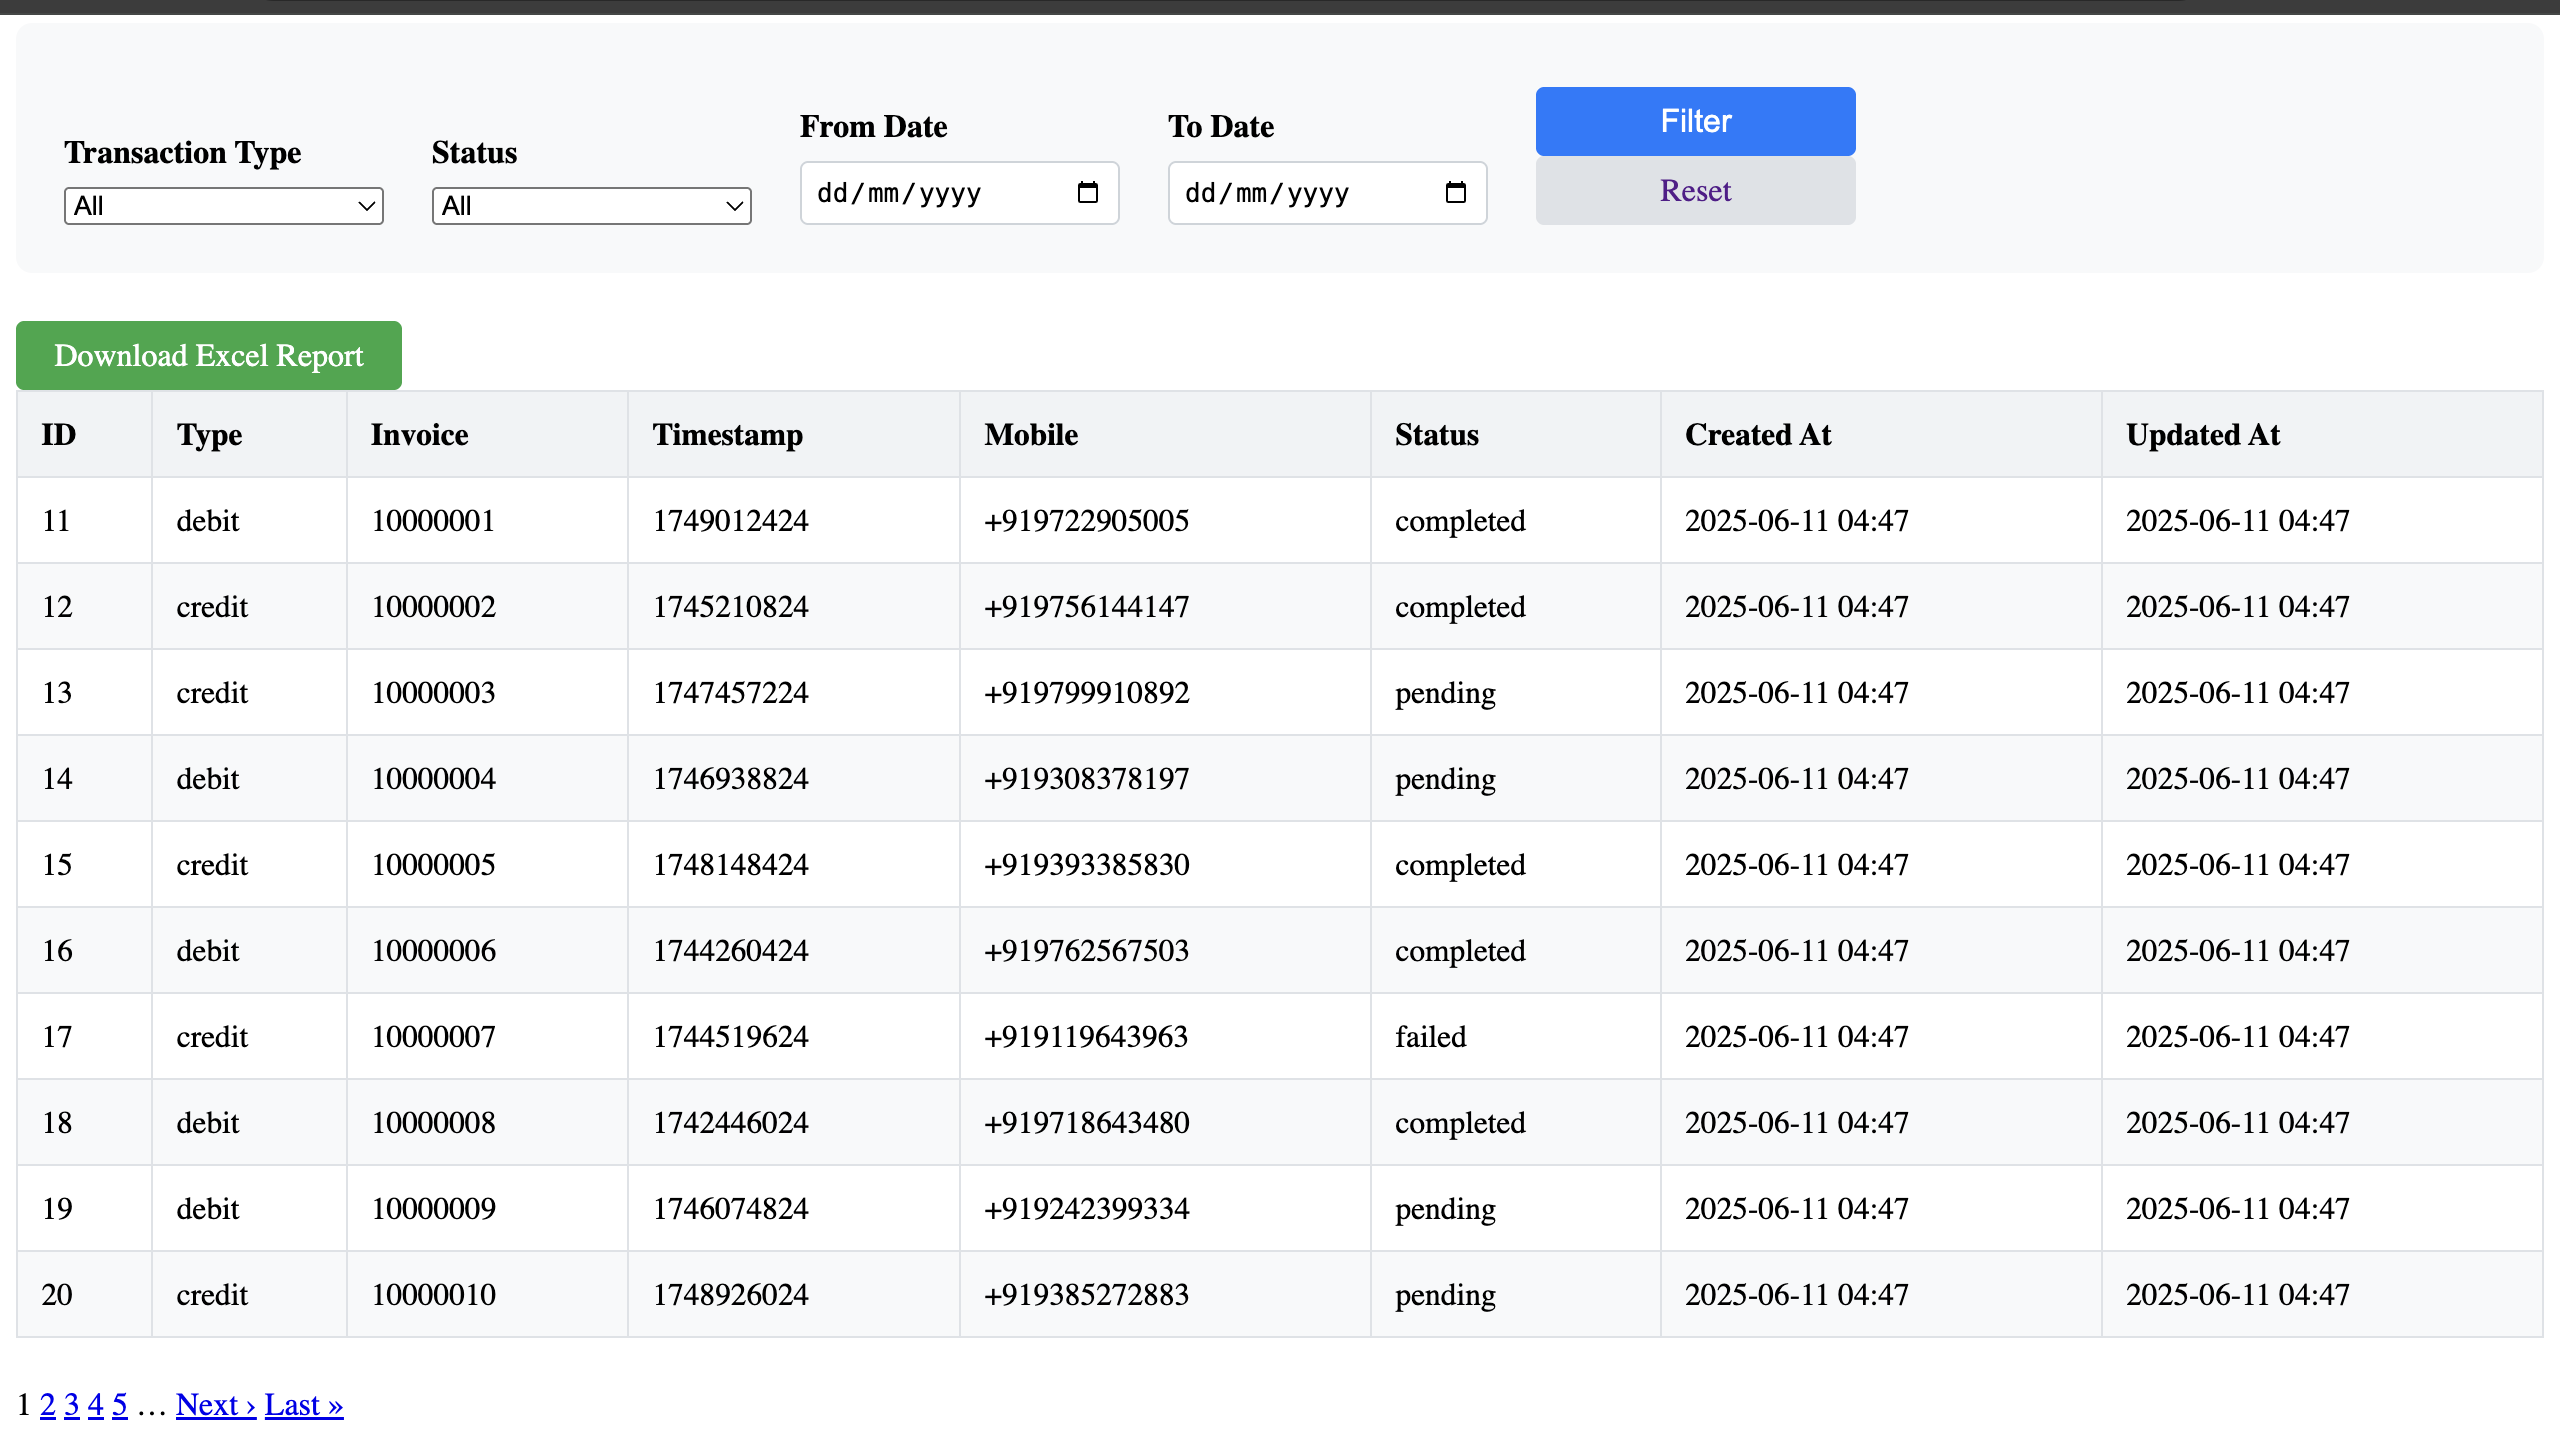 Transaction Type
All
Status
All
From Date
dd/mm/yyyy
To Date
dd/mm/yyyy
Filter
Reset
Download Excel Report
ID Type Invoice Timestamp Mobile Status Created At Updated At
11 debit 10000001 1749012424 +919722905005 completed 2025-06-11 04:47 2025-06-11 04:47
12 credit 10000002 1745210824 +919756144147 completed 2025-06-11 04:47 2025-06-11 04:47
13 credit 10000003 1747457224 +919799910892 pending 2025-06-11 04:47 2025-06-11 04:47
14 debit 10000004 1746938824 +919308378197 pending 2025-06-11 04:47 2025-06-11 04:47
15 credit 10000005 1748148424 +919393385830 completed 2025-06-11 04:47 2025-06-11 04:47
16 debit 10000006 1744260424 +919762567503 completed 2025-06-11 04:47 2025-06-11 04:47
17 credit 10000007 1744519624 +919119643963 failed 2025-06-11 04:47 2025-06-11 04:47
18 debit 10000008 1742446024 +919718643480 completed 2025-06-11 04:47 2025-06-11 04:47
19 debit 10000009 1746074824 +919242399334 pending 2025-06-11 04:47 2025-06-11 04:47
20 credit 10000010 1748926024 +919385272883 pending 2025-06-11 04:47 2025-06-11 04:47
1 2 3 4 5 … Next › Last »